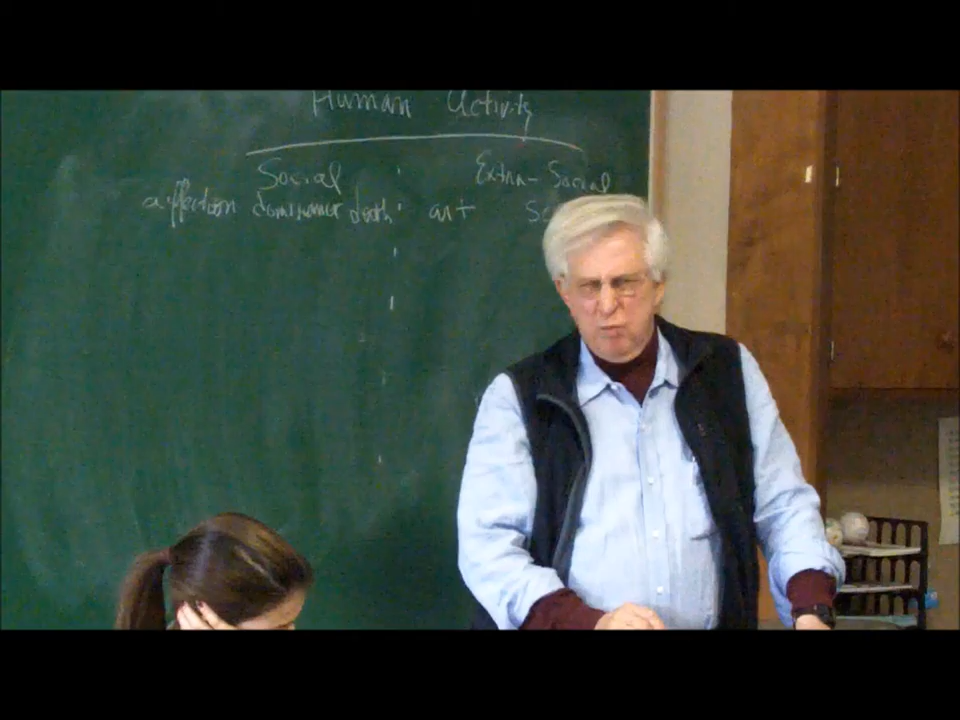 Human Activity
Social Extra-Social
affection dominance death art